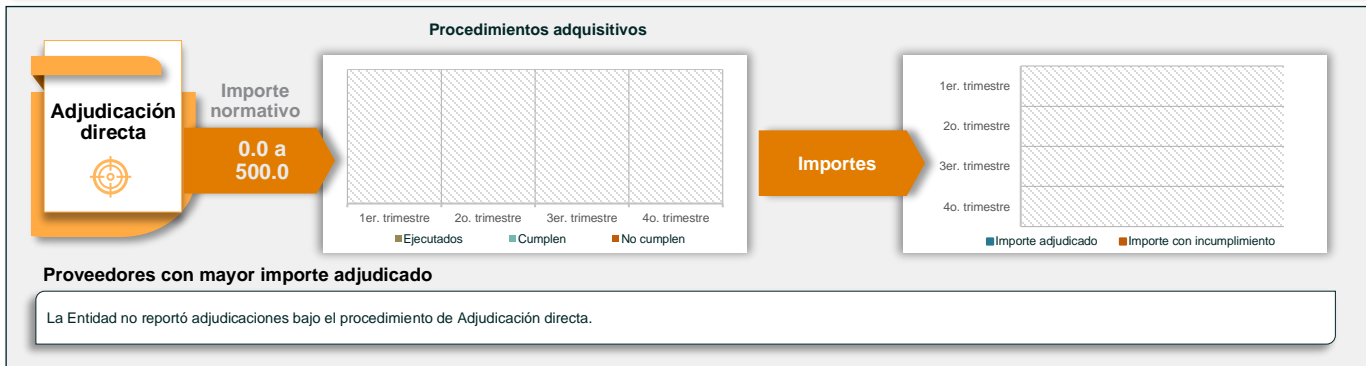 Procedimientos adquisitivos
Adjudicación
directa
Importe
normativo
0.0 a
500.0
1er. trimestre 2o. trimestre 3er. trimestre 4o. trimestre
Ejecutados Cumplen No cumplen
Importes
1er. trimestre
2o. trimestre
3er. trimestre
4o. trimestre
Importe adjudicado Importe con incumplimiento
Proveedores con mayor importe adjudicado
La Entidad no reportó adjudicaciones bajo el procedimiento de Adjudicación directa.